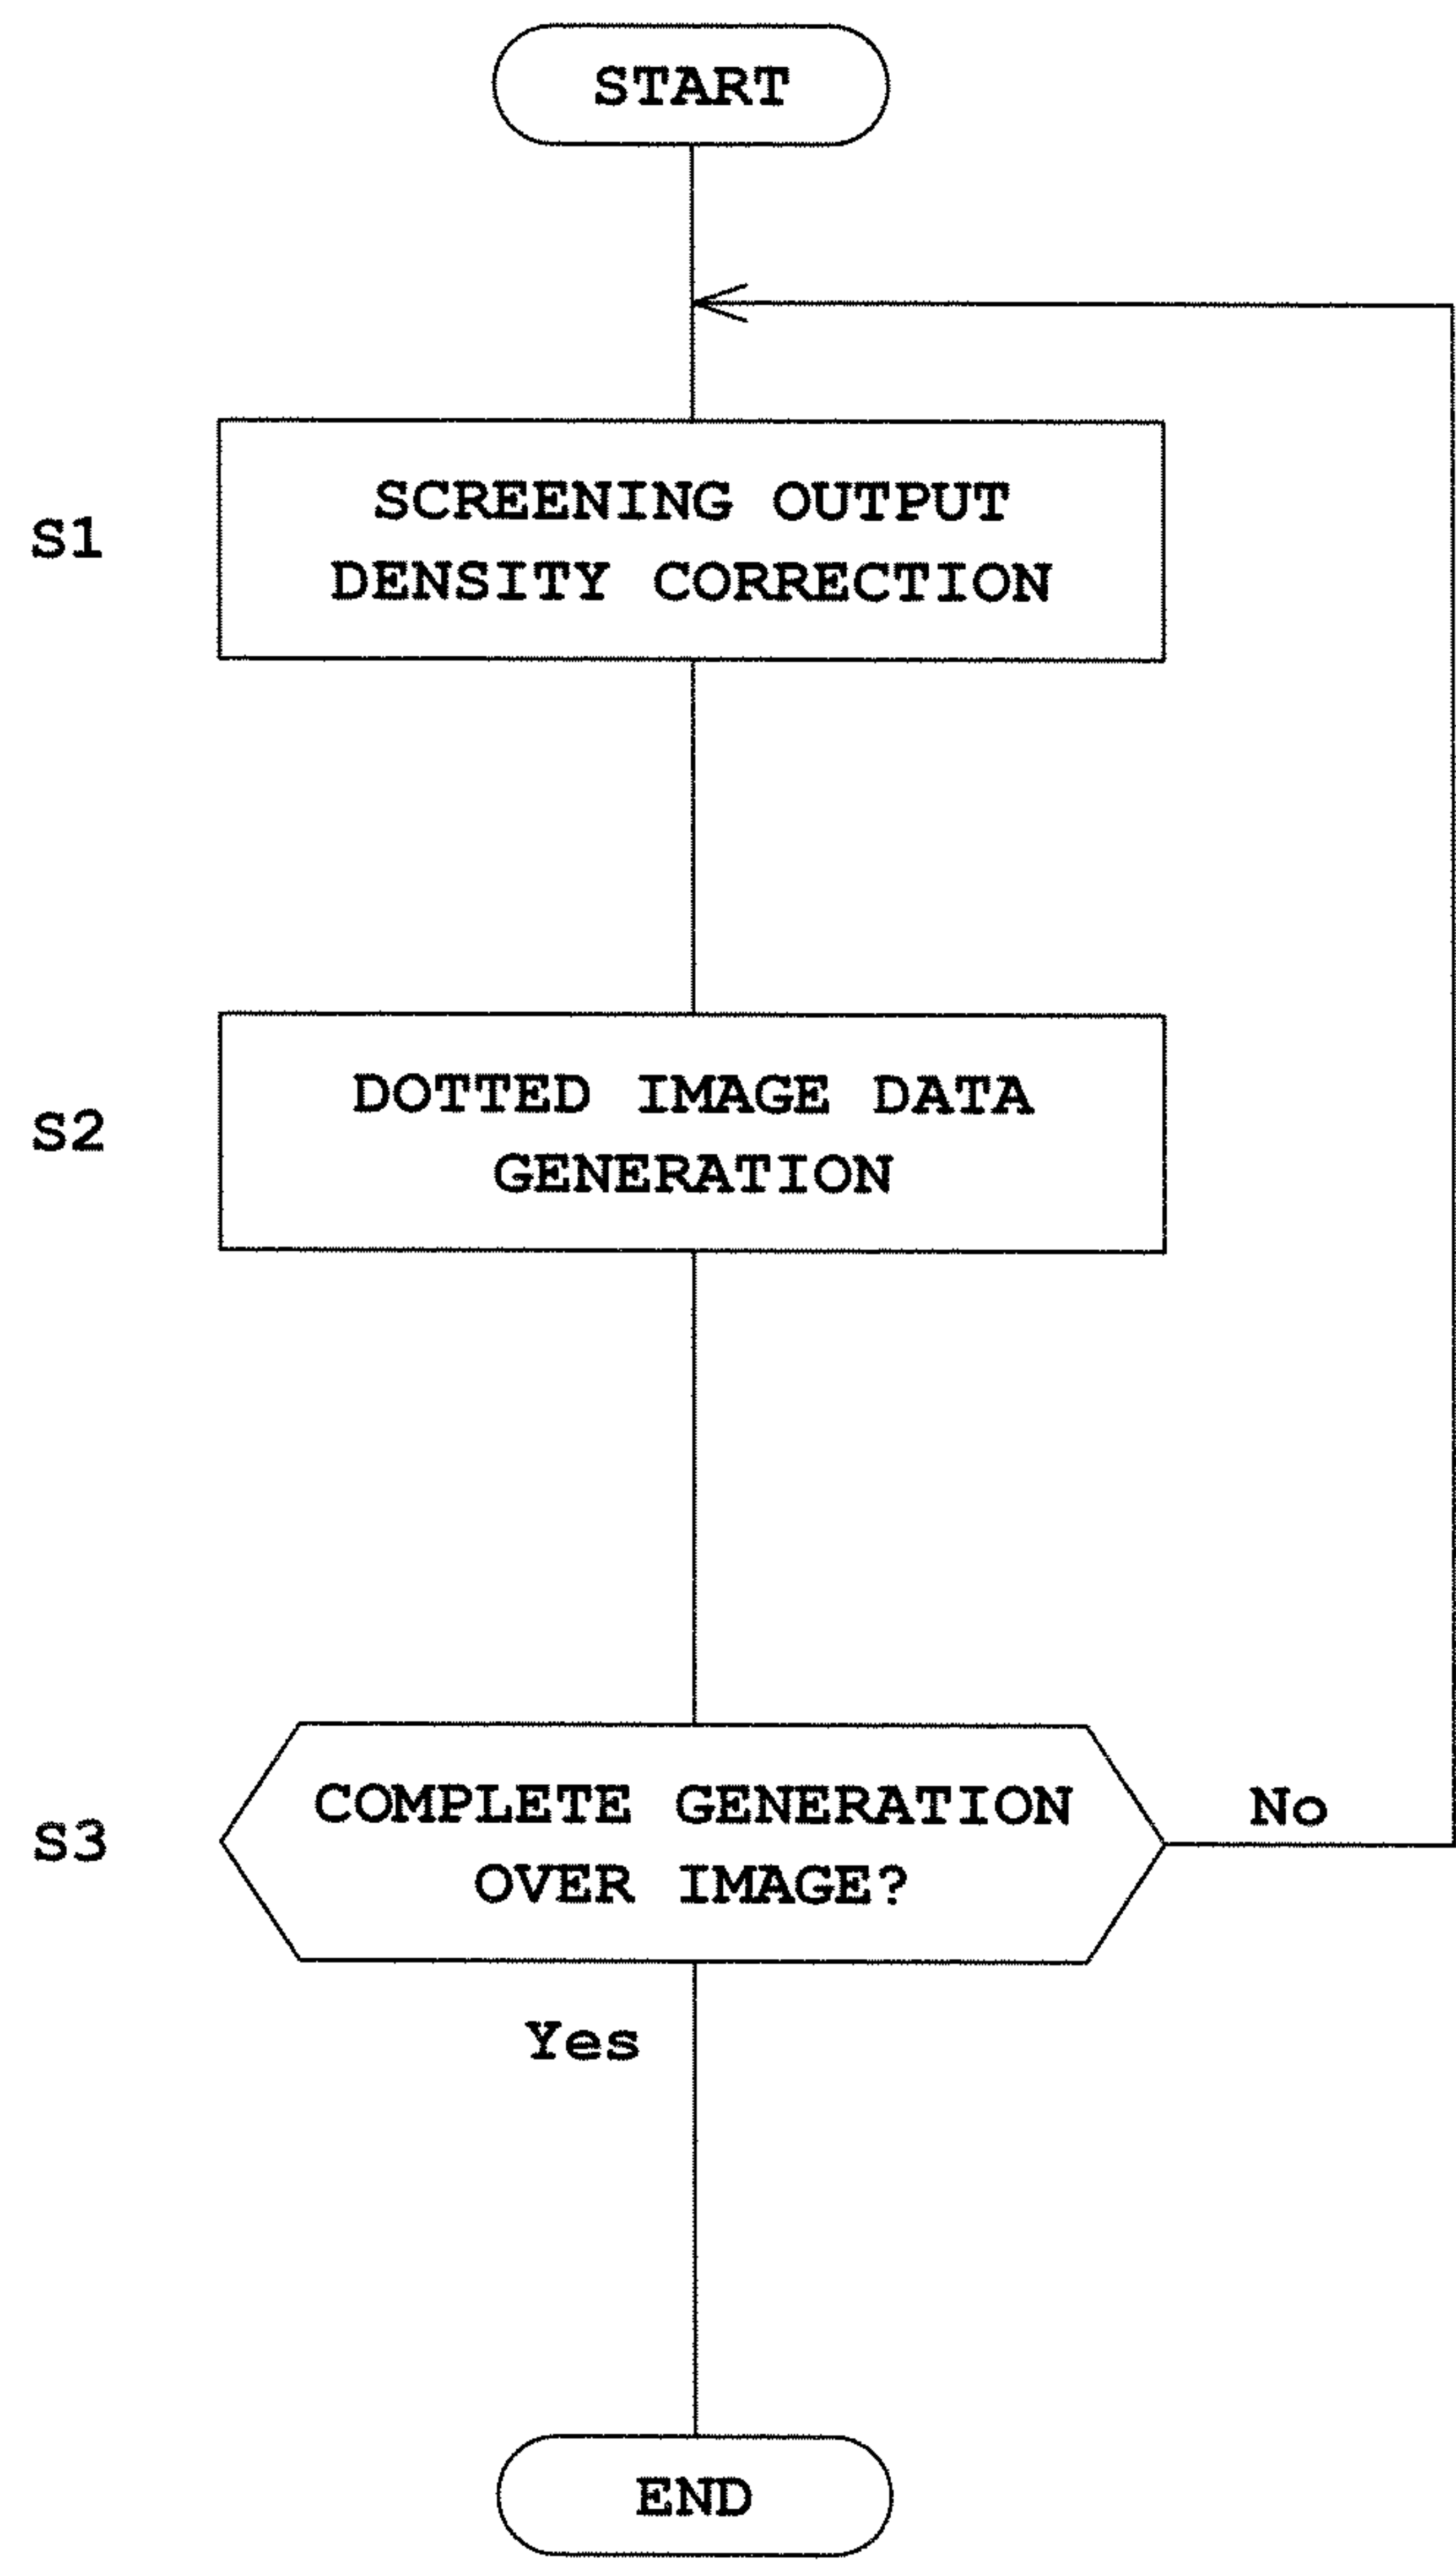 START
S1
SCREENING OUTPUT
DENSITY CORRECTION
S2
DOTTED IMAGE DATA
GENERATION
S3
COMPLETE GENERATION
OVER IMAGE?
No
Yes
END